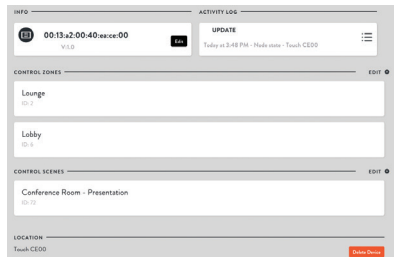 INFO
ACTIVITY LOG
00:13:a2:00:40:ea:ce:00
V:1.0
Edit
UPDATE
Today at 3:48 PM - Node state - Touch CE00
CONTROL ZONES
EDIT
Lounge
ID: 2
Lobby
ID: 6
CONTROL SCENES
EDIT
Conference Room - Presentation
ID: 72
LOCATION
Touch CE00
Delete Device